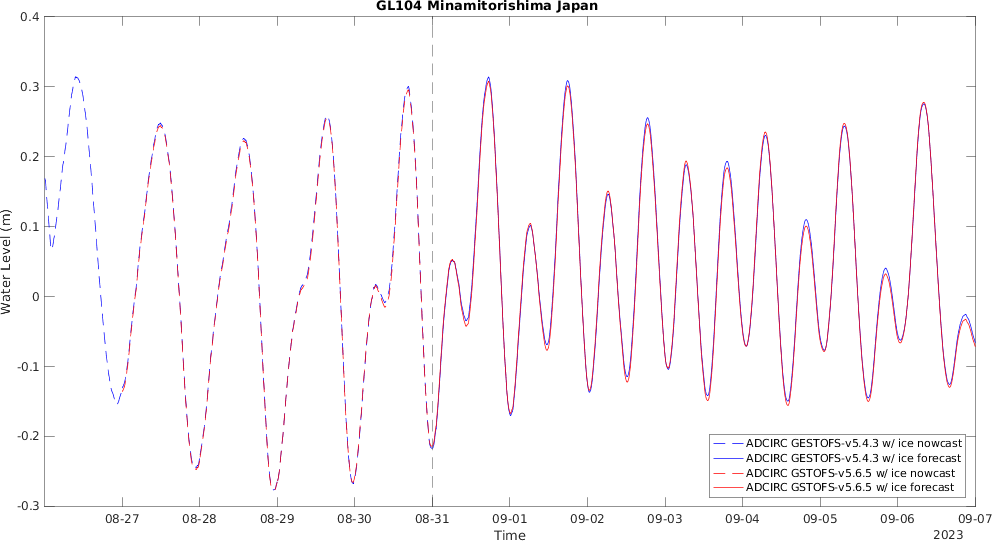 GL104 Minamitorishima Japan
0.4
0.3
0.2
0.1
0
-0.1
-0.2
-0.3
Water Level (m)
ADCIRC GESTOFS-v5.4.3 w/ ice nowcast
ADCIRC GESTOFS-v5.4.3 w/ ice forecast
ADCIRC GSTOFS-v5.6.5 w/ ice nowcast
ADCIRC GSTOFS-v5.6.5 w/ ice forecast
08-27 08-28 08-29 08-30 08-31 09-01 09-02 09-03 09-04 09-05 09-06 09-07
Time
2023